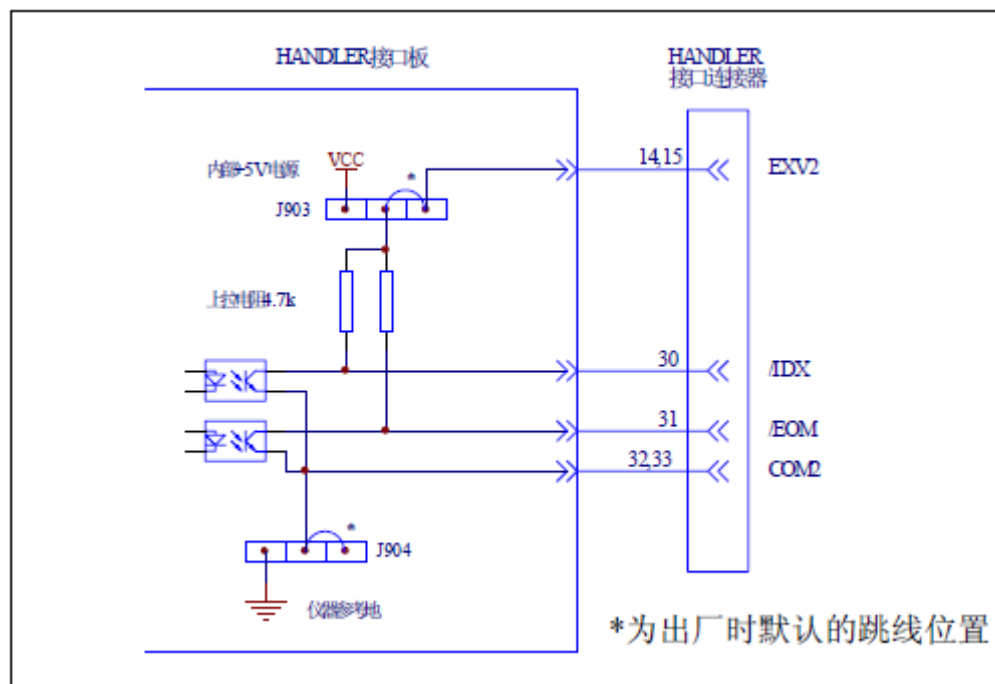 HANDLER接口板
HANDLER
接口连接器
内部+5V电源
VCC
*
14,15
EXV2
J903
上拉电阻4.7k
30
/IDX
31
/EOM
32,33
COM2
*
J904
仪器参考地
*为出厂时默认的跳线位置